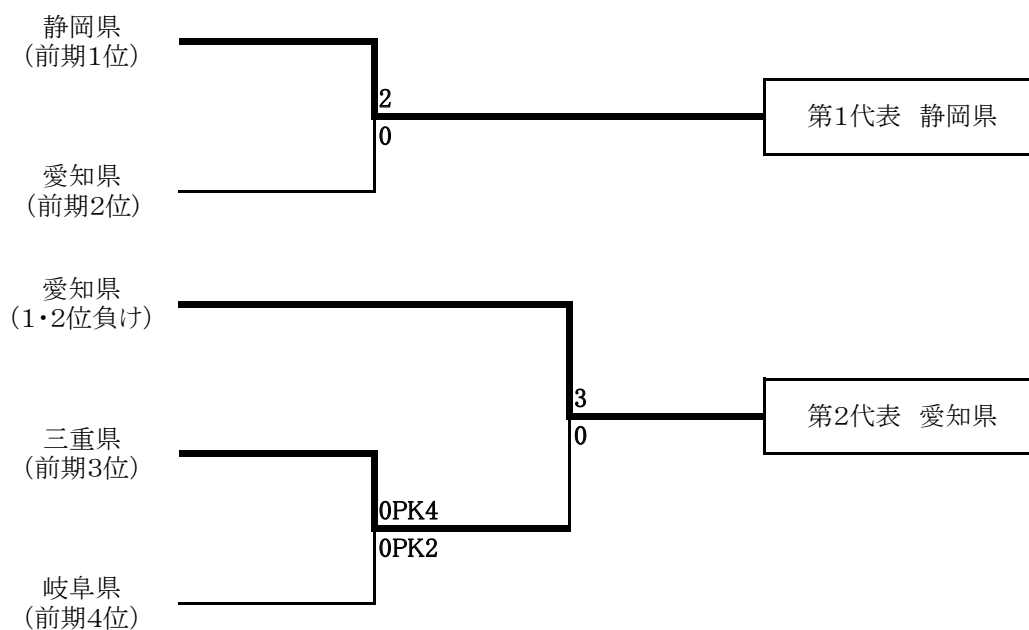 静岡県
(前期1位)
2
0
第1代表 静岡県
愛知県
(前期2位)
愛知県
(1・2位負け)
3
0
第2代表 愛知県
三重県
(前期3位)
0PK4
0PK2
岐阜県
(前期4位)